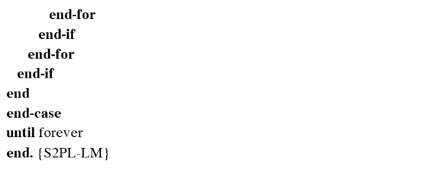 end-for
end-if
end-for
end-if
end
end-case
until forever
end. {S2PL-LM}